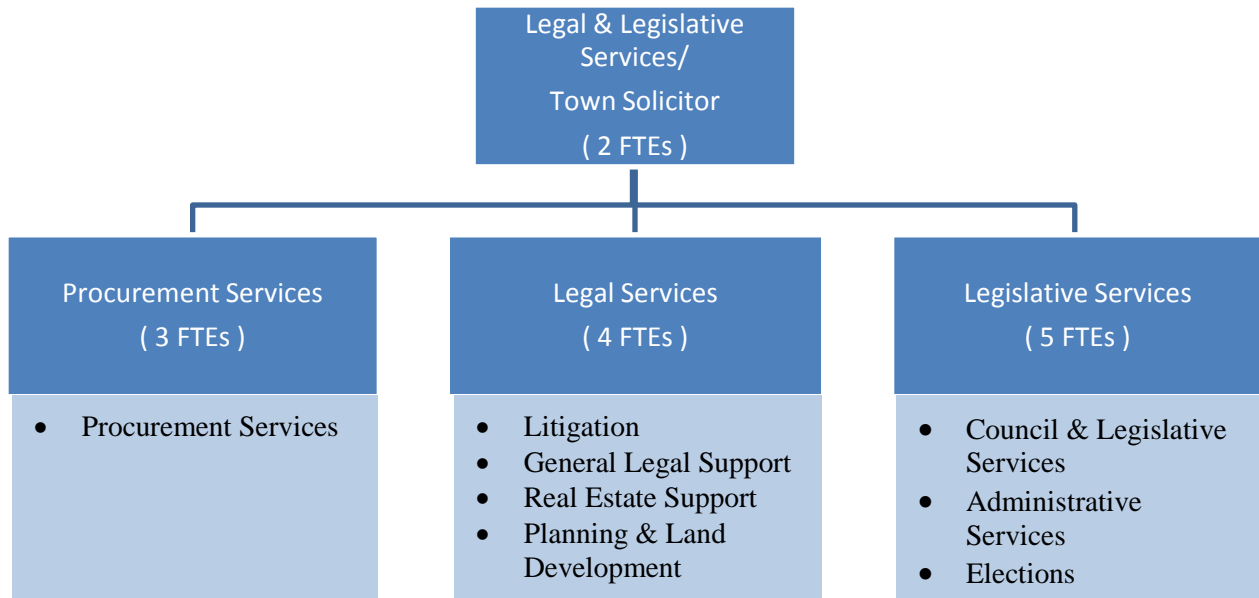 Legal & Legislative
Services/
Town Solicitor
( 2 FTEs )
Procurement Services
( 3 FTEs )
• Procurement Services
Legal Services
( 4 FTEs )
• Litigation
• General Legal Support
• Real Estate Support
• Planning & Land
Development
Legislative Services
( 5 FTEs )
• Council & Legislative
Services
• Administrative
Services
• Elections